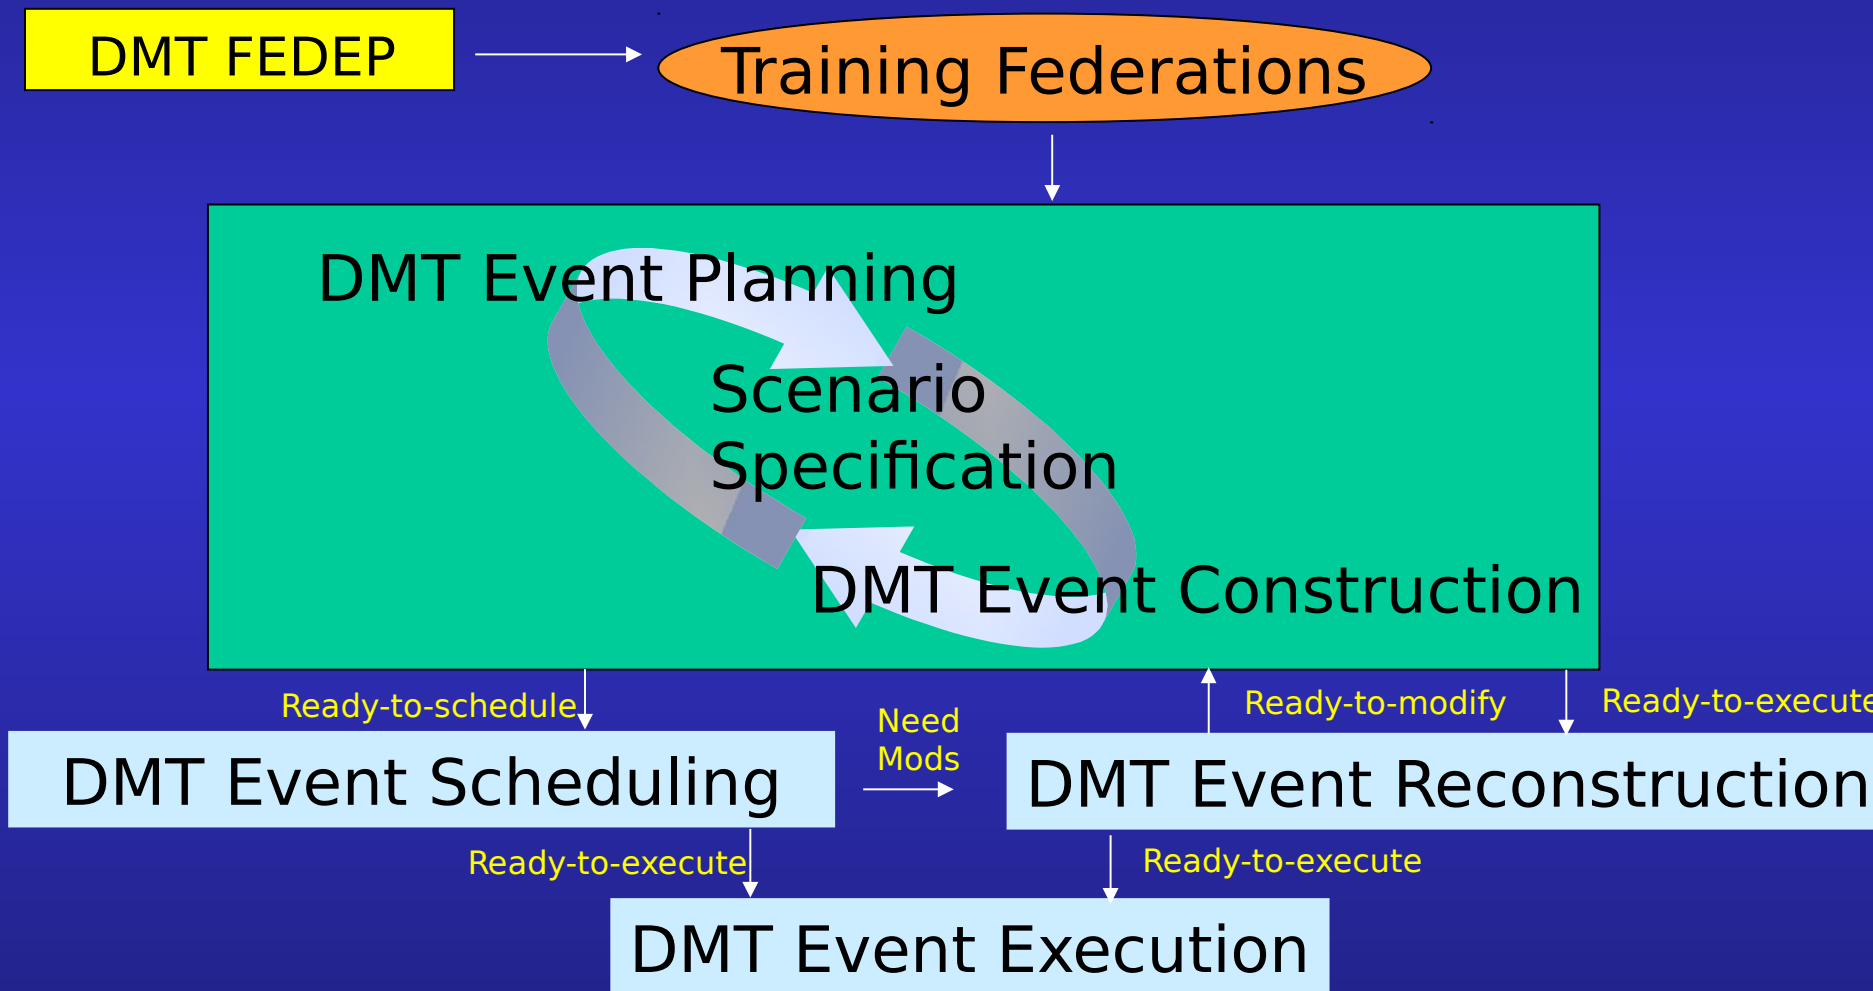 DMT FEDEP
Training Federations
DMT Event Planning
Scenario
Specification
DMT Event Construction
Ready-to-schedule
Need
Mods
Ready-to-modify
Ready-to-execute
DMT Event Scheduling
DMT Event Reconstruction
Ready-to-execute
Ready-to-execute
DMT Event Execution